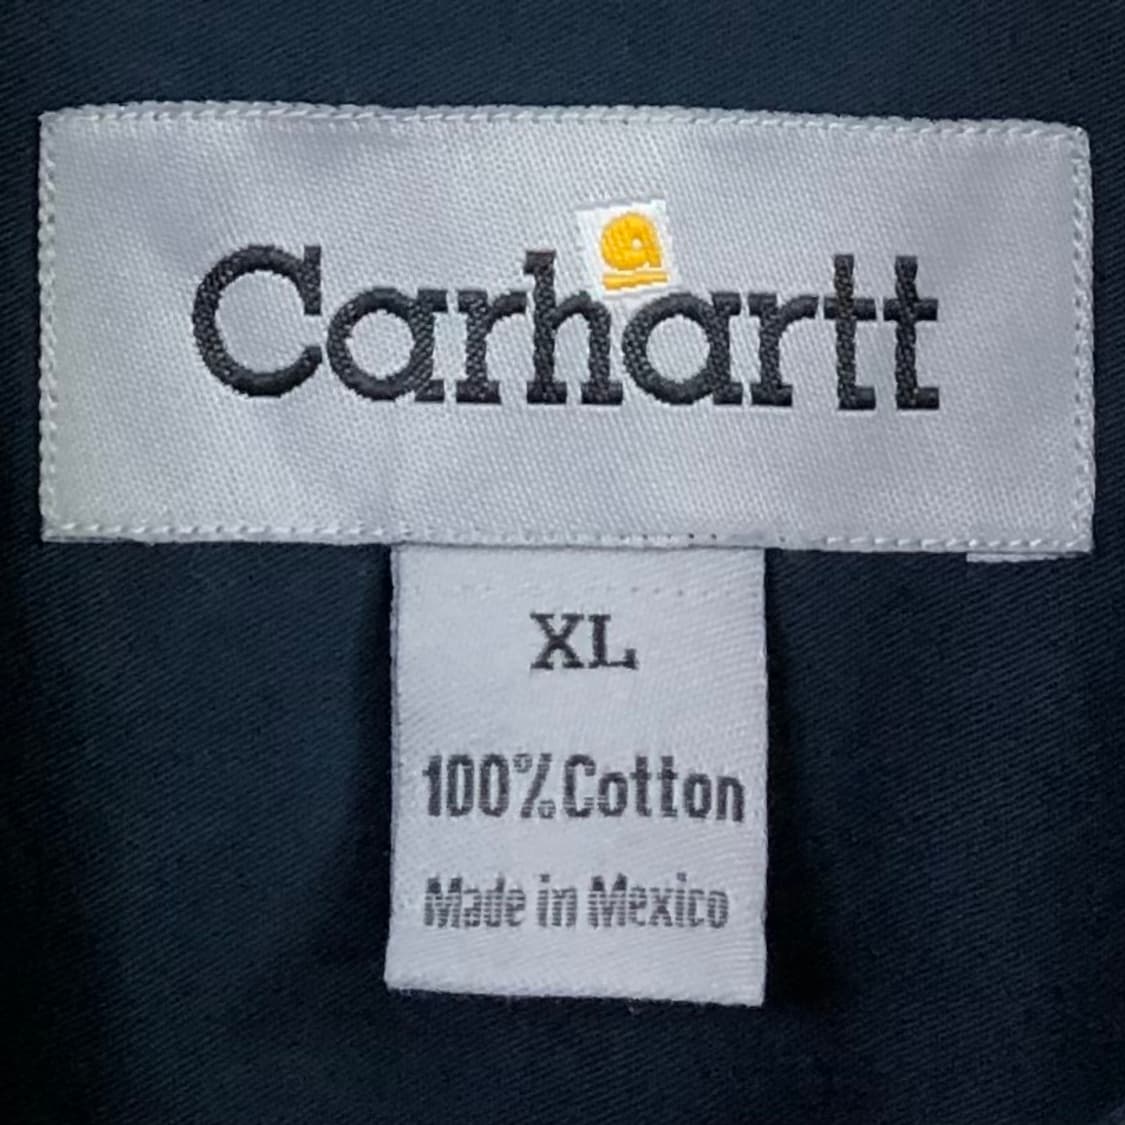 Carhartt
XL
100% Cotton
Made in Mexico